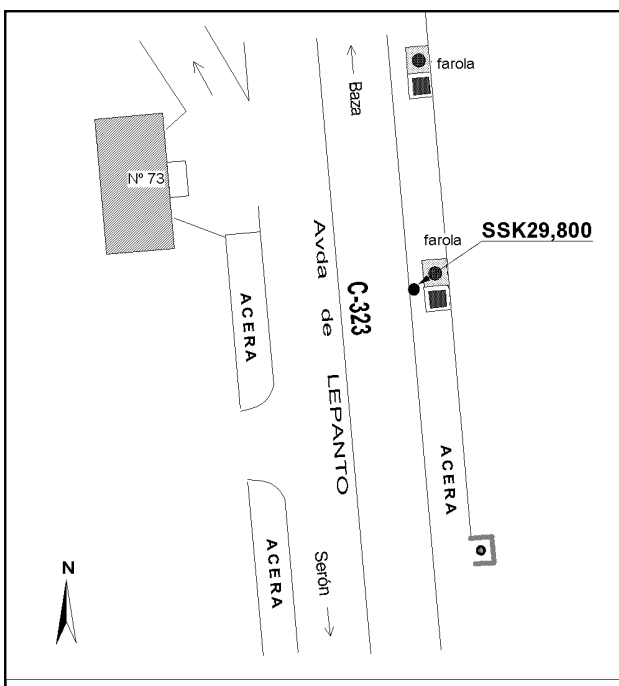 farola
Baza
Nº 73
SSK29,800
farola
Avda de LEPANTO
C-323
ACERA
ACERA
ACERA
Serón
N